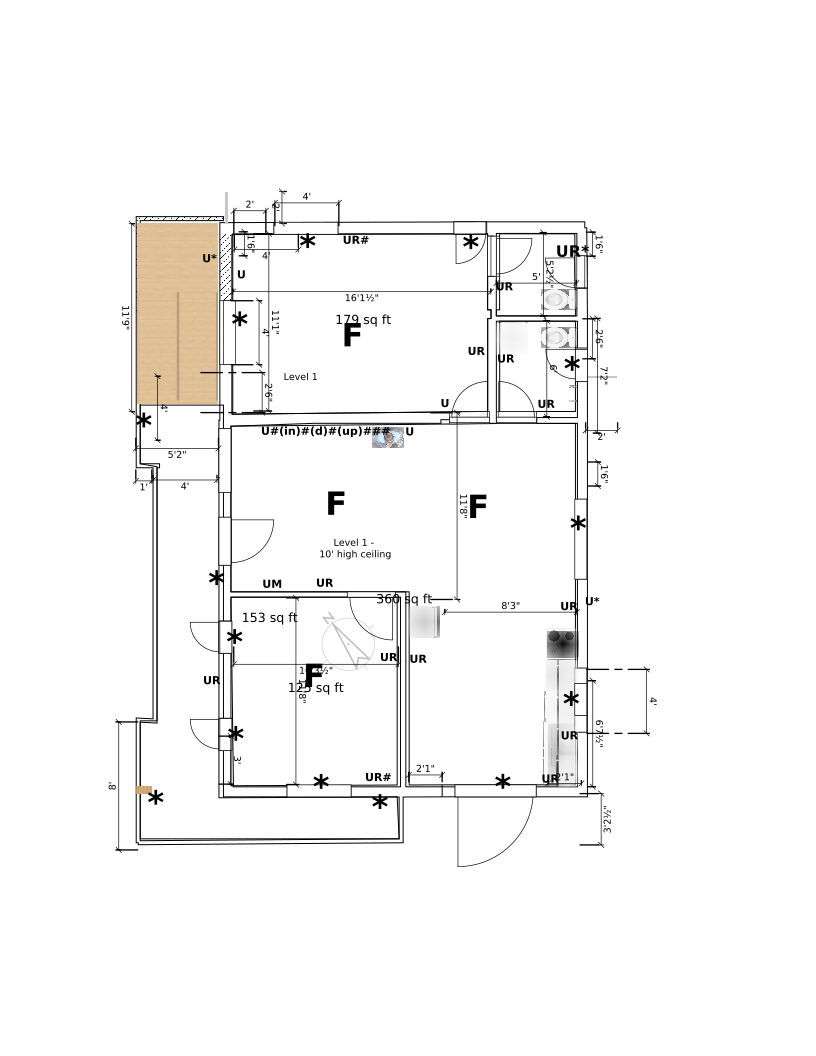 4'
2'
2'
1'6"
4'
UR#
UR*
1'6"
U*
U
5'2½"
5'
UR
16'1½"
11'9"
11'1"
4'
179 sq ft
F
2'6"
UR
UR
6'
7'2"
Level 1
2'6"
4'
U
UR
U#(in)#(d)#(up)###
U
2'
5'2"
1'
4'
1'6"
F
F
11'8"
Level 1 -
10' high ceiling
UM
UR
360 sq ft
8'3"
UR
U*
153 sq ft
UR
UR
F
UR
123 sq ft
4'
UR
6'7½"
3'
2'1"
UR#
UR
2'1"
8'
3'2½"